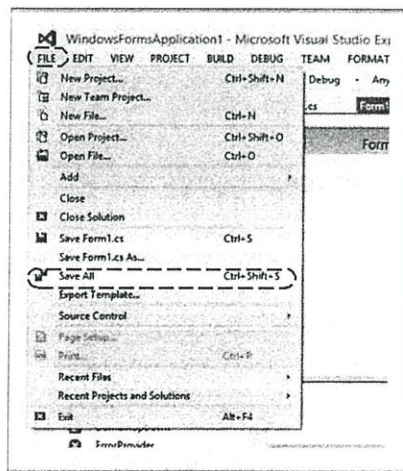 WindowsFormsApplication1 - Microsoft Visual Studio Exp
FILE EDIT VIEW PROJECT BUILD DEBUG TEAM FORMAT
New Project... Ctrl+Shift+N Debug - Any
New Team Project...
New File... Ctrl+N .cs Form1
Open Project... Ctrl+Shift+O
Open File... Ctrl+O Form
Add
Close
Close Solution
Save Form1.cs Ctrl+S
Save Form1.cs As...
Save All Ctrl+Shift+S
Export Template...
Source Control
Page Setup...
Print... Ctrl+P
Recent Files
Recent Projects and Solutions
Exit Alt+F4
ErrorProvider